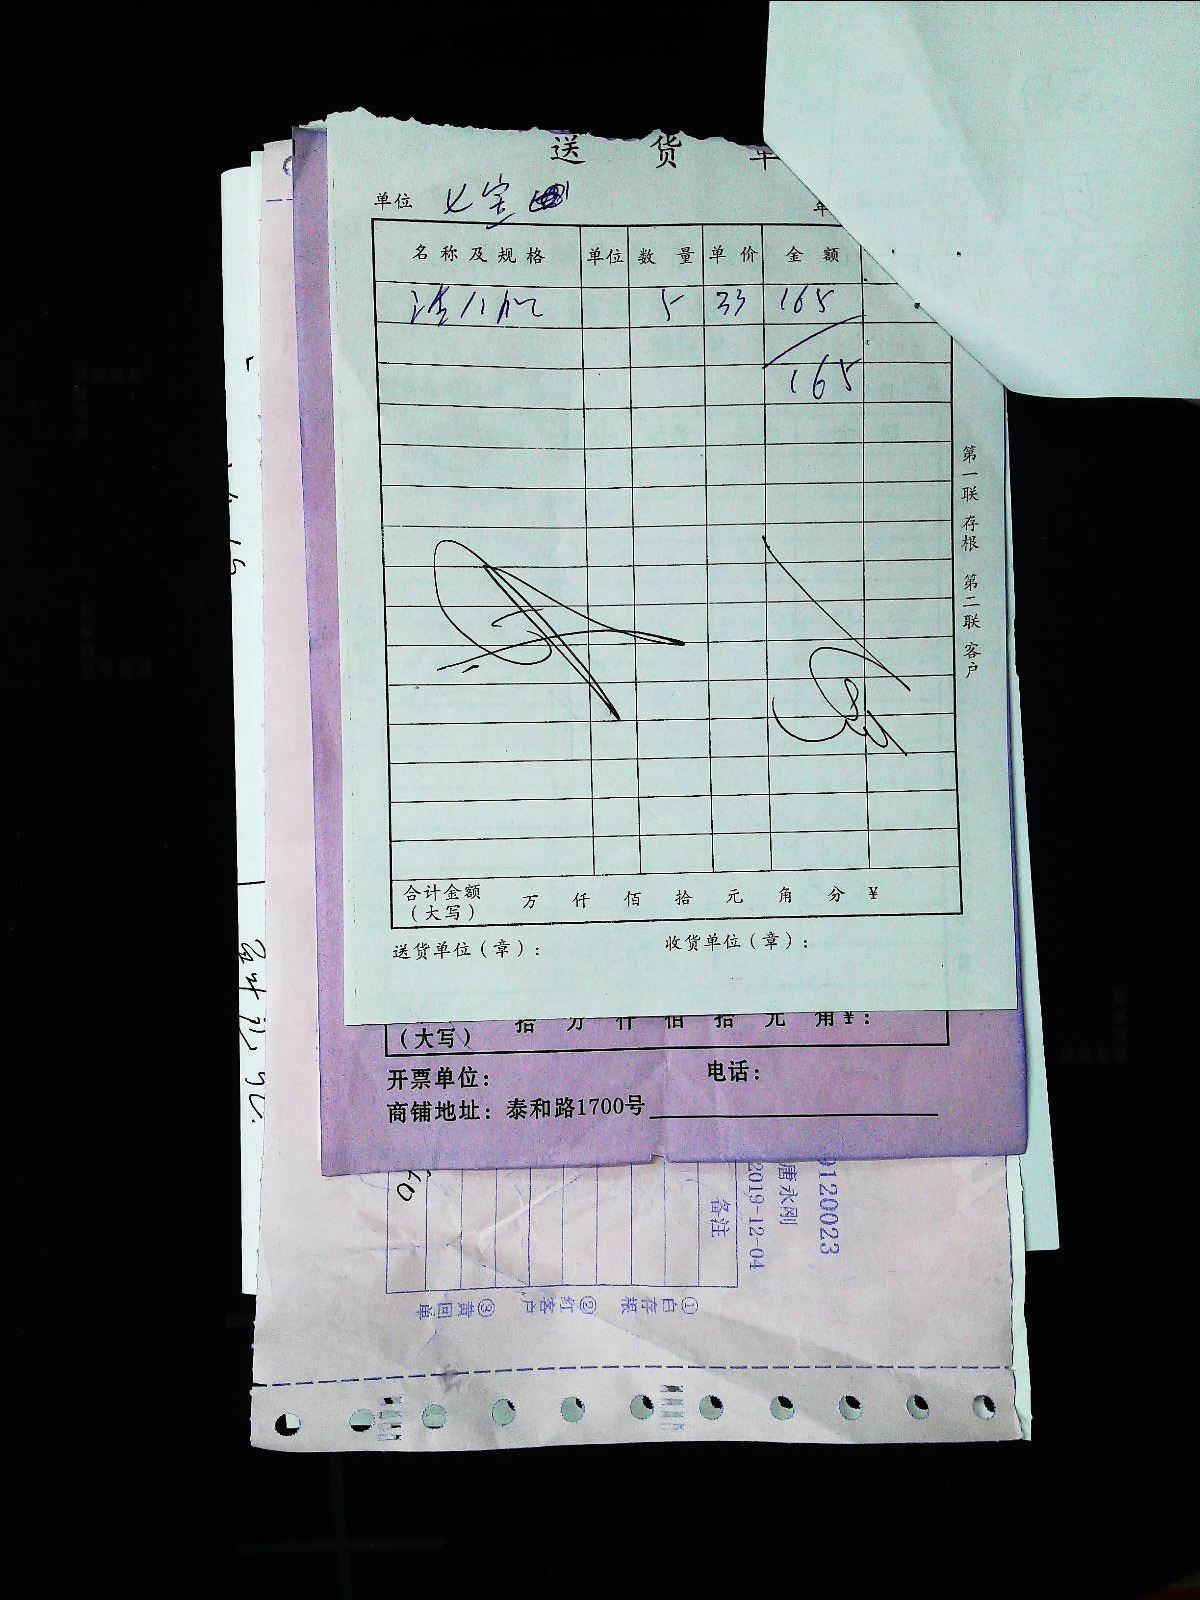 送 货 单
单位 七宝
年
名称及规格 单位 数量 单价 金额
5 33 165
165
第一联 存根 第二联 客户
合计金额（大写） 万 仟 佰 拾 元 角 分 ¥
送货单位（章）： 收货单位（章）：
（大写） 拾 万 仟 佰 拾 元 角 ¥：
开票单位： 电话：
商铺地址：泰和路1700号
9120023
唐永刚
2019-12-04
备注
①白存根 ②红客户 ③黄回单